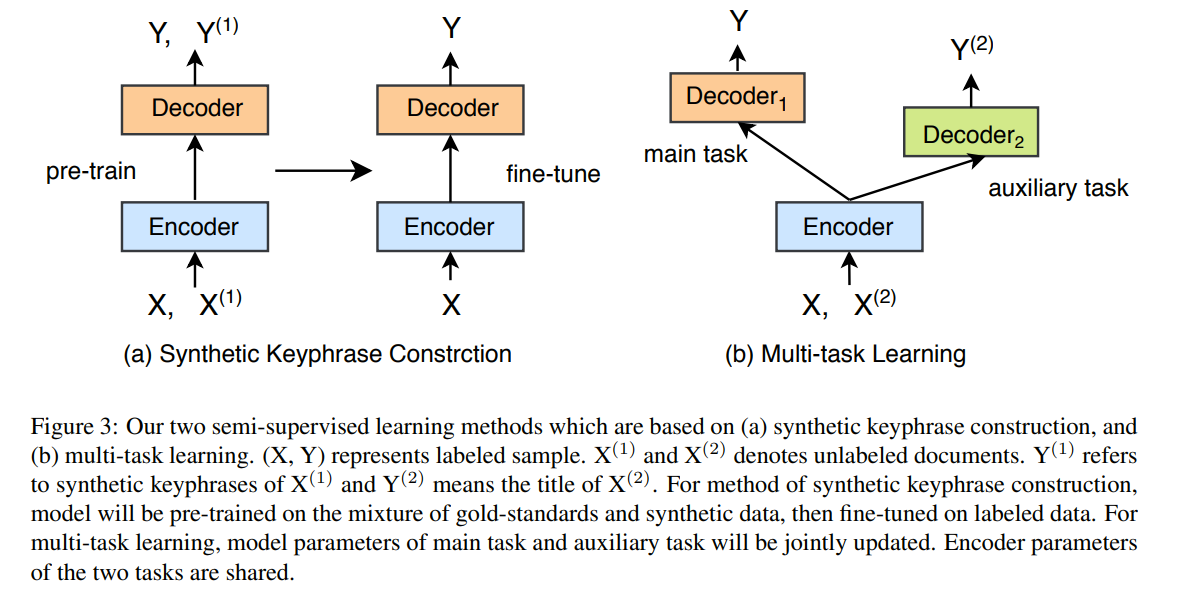 Y, Y(1)
Y
Y
Y(2)
Decoder
Decoder
Decoder1
Decoder2
pre-train
fine-tune
main task
auxiliary task
Encoder
Encoder
Encoder
X, X(1)
X
X, X(2)
(a) Synthetic Keyphrase Constrction
(b) Multi-task Learning
Figure 3: Our two semi-supervised learning methods which are based on (a) synthetic keyphrase construction, and
(b) multi-task learning. (X, Y) represents labeled sample. X(1) and X(2) denotes unlabeled documents. Y(1) refers
to synthetic keyphrases of X(1) and Y(2) means the title of X(2). For method of synthetic keyphrase construction,
model will be pre-trained on the mixture of gold-standards and synthetic data, then fine-tuned on labeled data. For
multi-task learning, model parameters of main task and auxiliary task will be jointly updated. Encoder parameters
of the two tasks are shared.